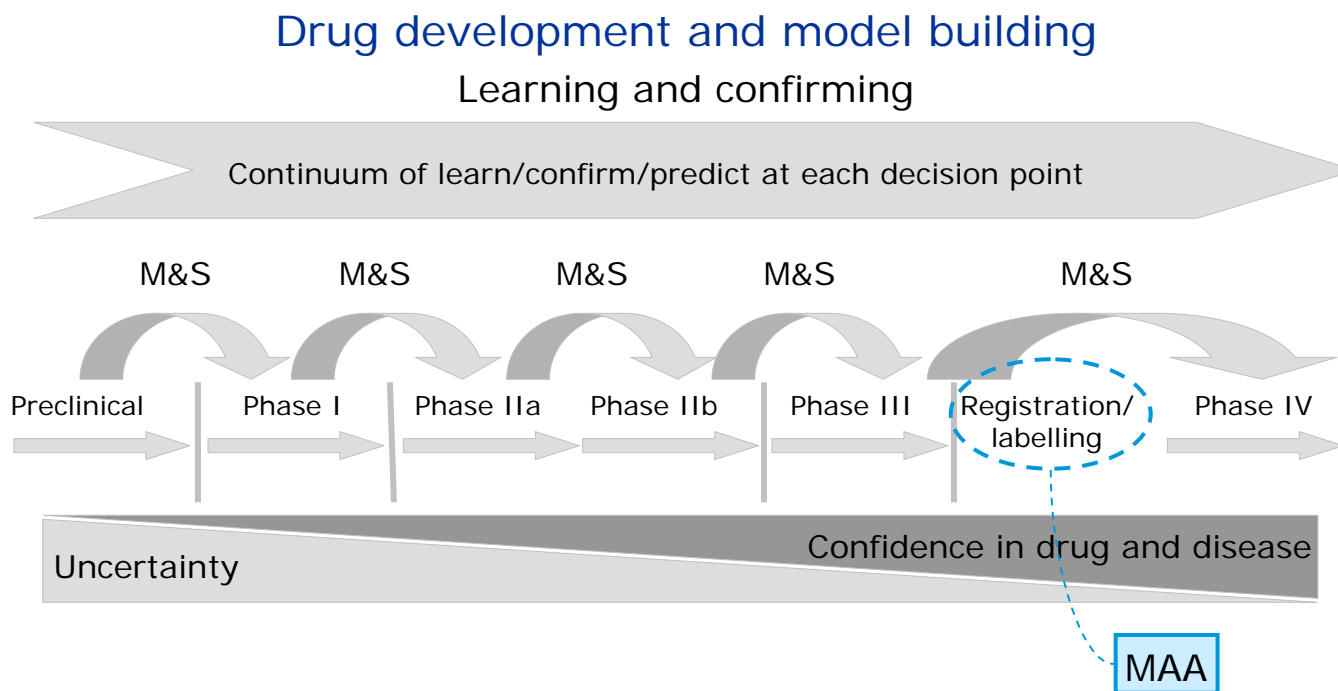 Drug development and model building
Learning and confirming
Continuum of learn/confirm/predict at each decision point
M&S
M&S
M&S
M&S
M&S
Preclinical
Phase I
Phase IIa
Phase IIb
Phase III
Registration/
labelling
Phase IV
Uncertainty
Confidence in drug and disease
MAA